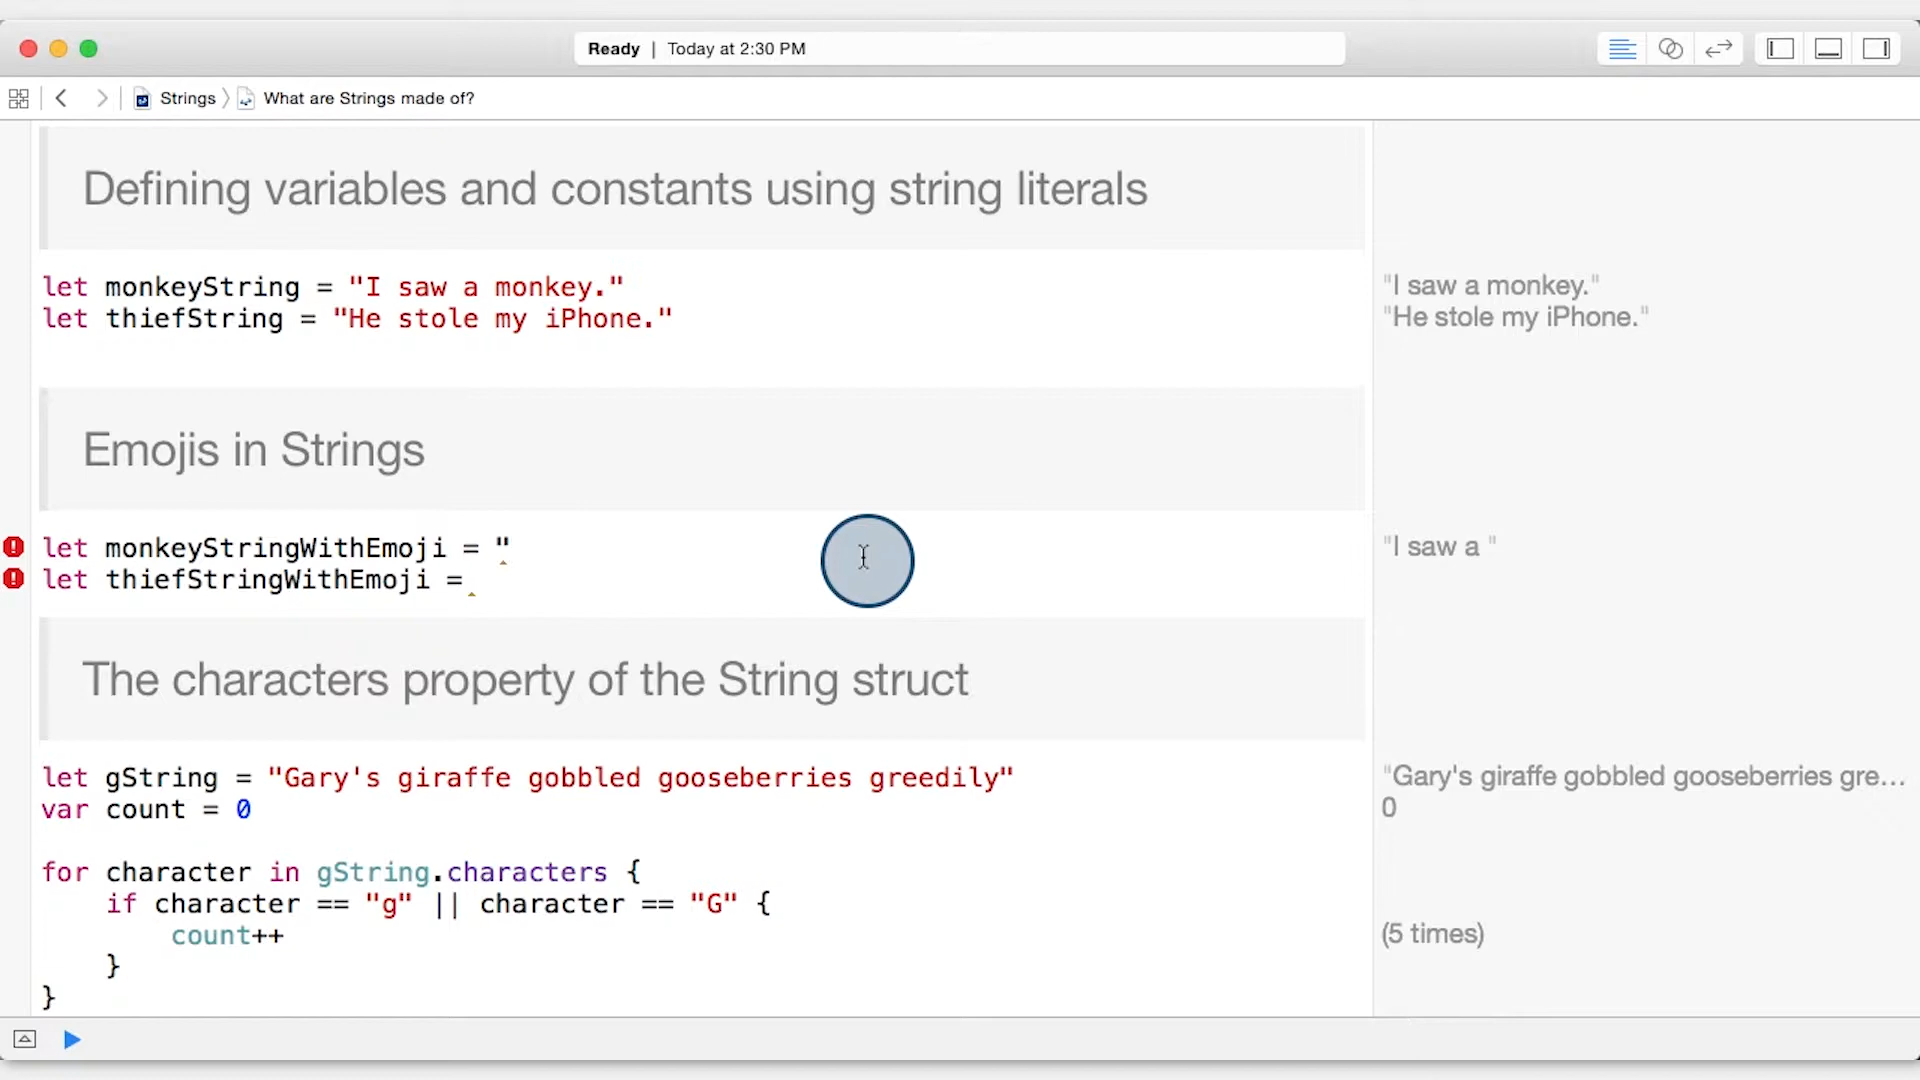 Ready | Today at 2:30 PM
Strings 〉 What are Strings made of?
Defining variables and constants using string literals
let monkeyString = "I saw a monkey."
"I saw a monkey."
let thiefString = "He stole my iPhone."
"He stole my iPhone."
Emojis in Strings
let monkeyStringWithEmoji = "
"I saw a "
let thiefStringWithEmoji =
The characters property of the String struct
let gString = "Gary's giraffe gobbled gooseberries greedily"
"Gary's giraffe gobbled gooseberries gre...
var count = 0
0
for character in gString.characters {
if character == "g" || character == "G" {
count++
(5 times)
}
}